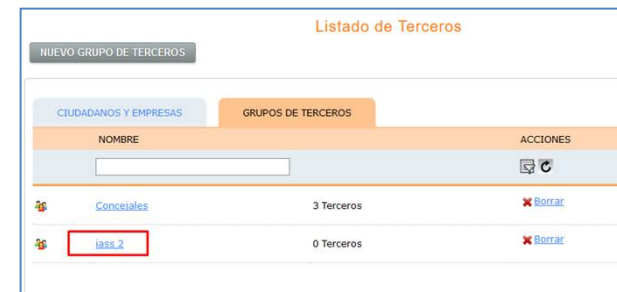 Listado de Terceros
NUEVO GRUPO DE TERCEROS
CIUDADANOS Y EMPRESAS GRUPOS DE TERCEROS
NOMBRE ACCIONES
Concejales 3 Terceros Borrar
iass 2 0 Terceros Borrar